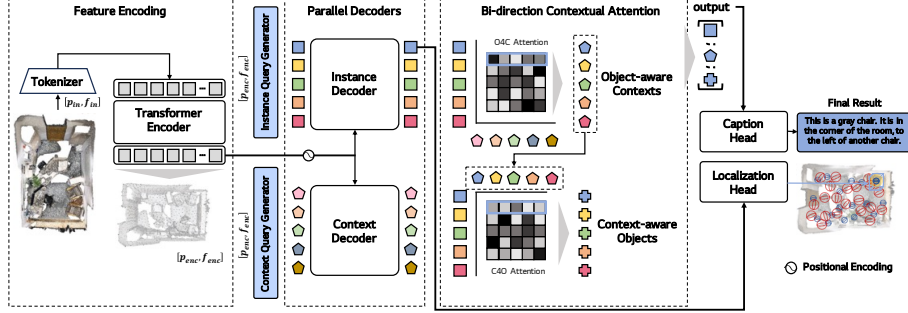 Feature Encoding
Parallel Decoders
Bi-direction Contextual Attention
output
Tokenizer
[p_in, f_in]
Transformer
Encoder
[p_enc, f_enc]
Instance Query Generator
[p_enc, f_enc]
Context Query Generator
[p_enc, f_enc]
Instance
Decoder
Context
Decoder
O4C Attention
Object-aware
Contexts
C4O Attention
Context-aware
Objects
Caption
Head
Localization
Head
Final Result
This is a gray chair. It is in
the corner of the room, to
the left of another chair.
Positional Encoding